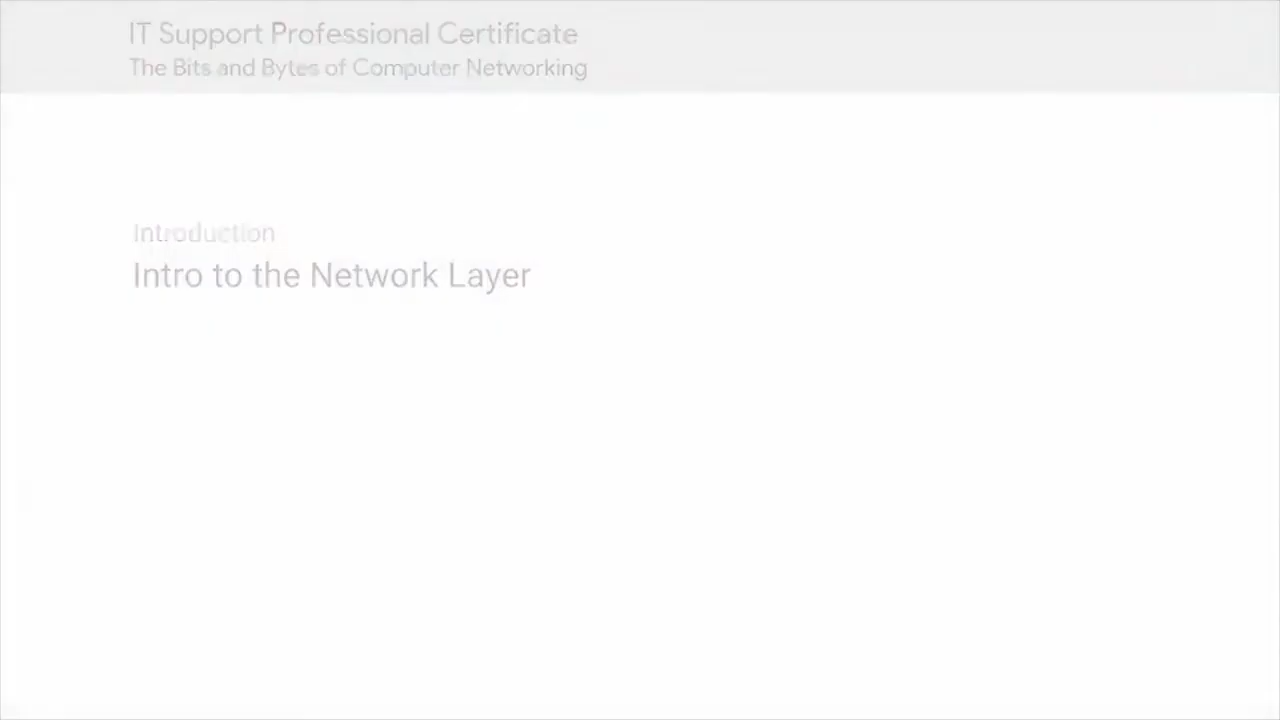 IT Support Professional Certificate
The Bits and Bytes of Computer Networking
Introduction
Intro to the Network Layer